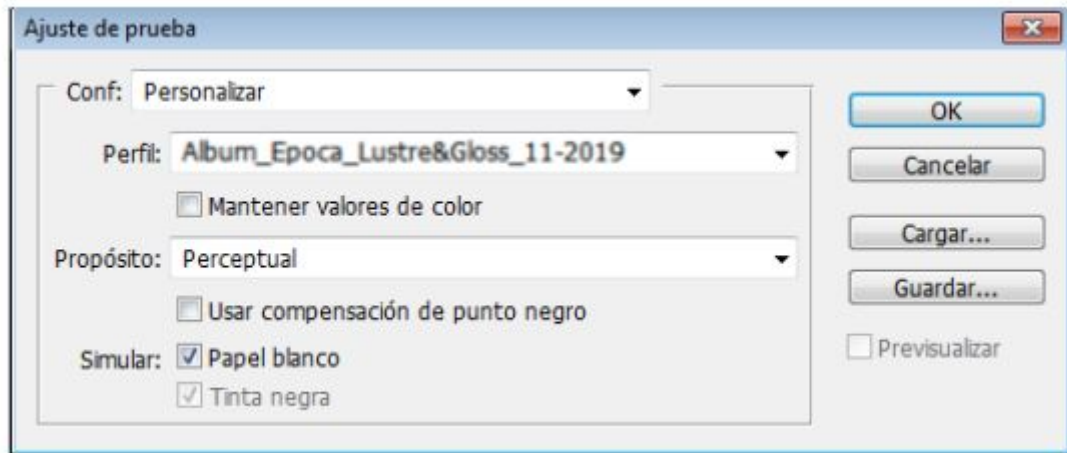 Ajuste de prueba
Conf: Personalizar
OK
Perfil: Album_Epoca_Lustre&Gloss_11-2019
Cancelar
Mantener valores de color
Cargar...
Propósito: Perceptual
Guardar...
Usar compensación de punto negro
Simular: Papel blanco
Previsualizar
Tinta negra